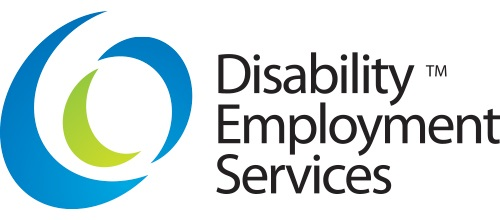 Disability ™
Employment
Services